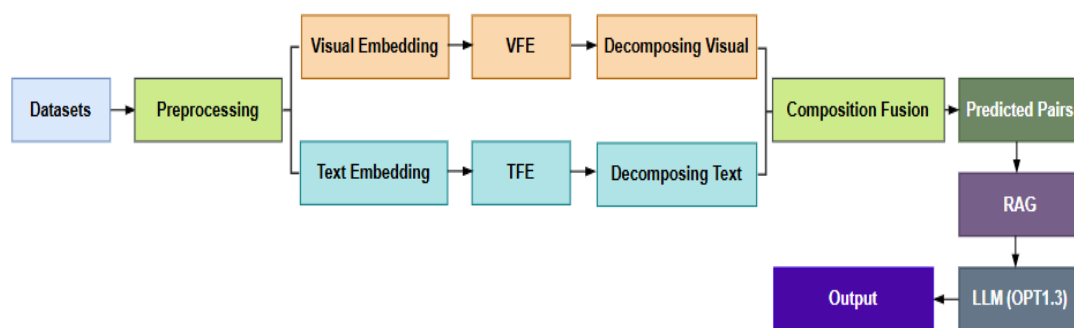 Visual Embedding
VFE
Decomposing Visual
Datasets
Preprocessing
Composition Fusion
Predicted Pairs
Text Embedding
TFE
Decomposing Text
RAG
Output
LLM (OPT1.3)